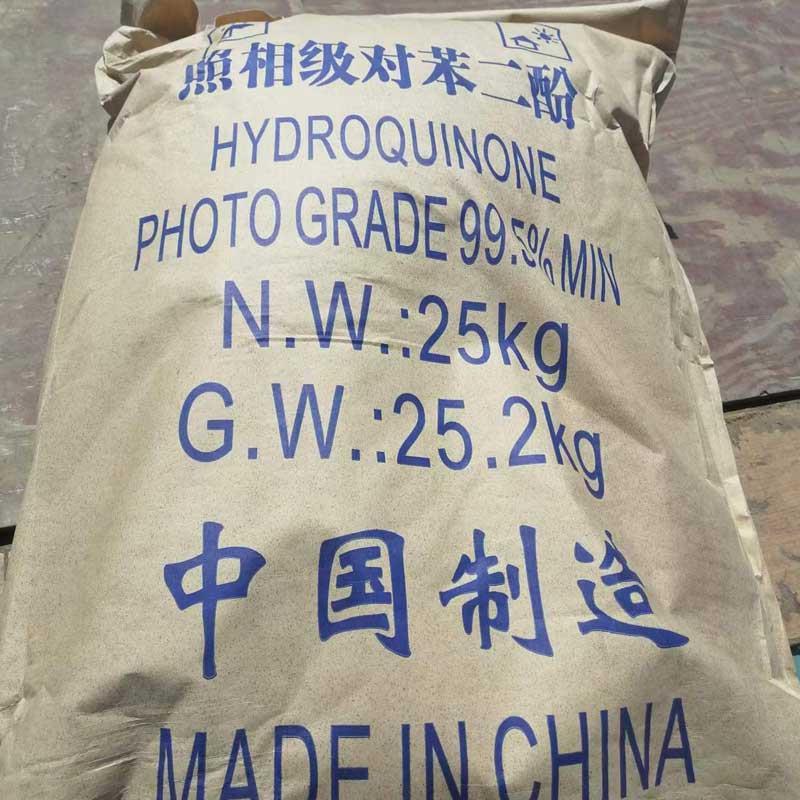 照相级对苯二酚
HYDROQUINONE
PHOTO GRADE 99.5% MIN
N.W.:25kg
G.W.:25.2kg
中国制造
MADE IN CHINA